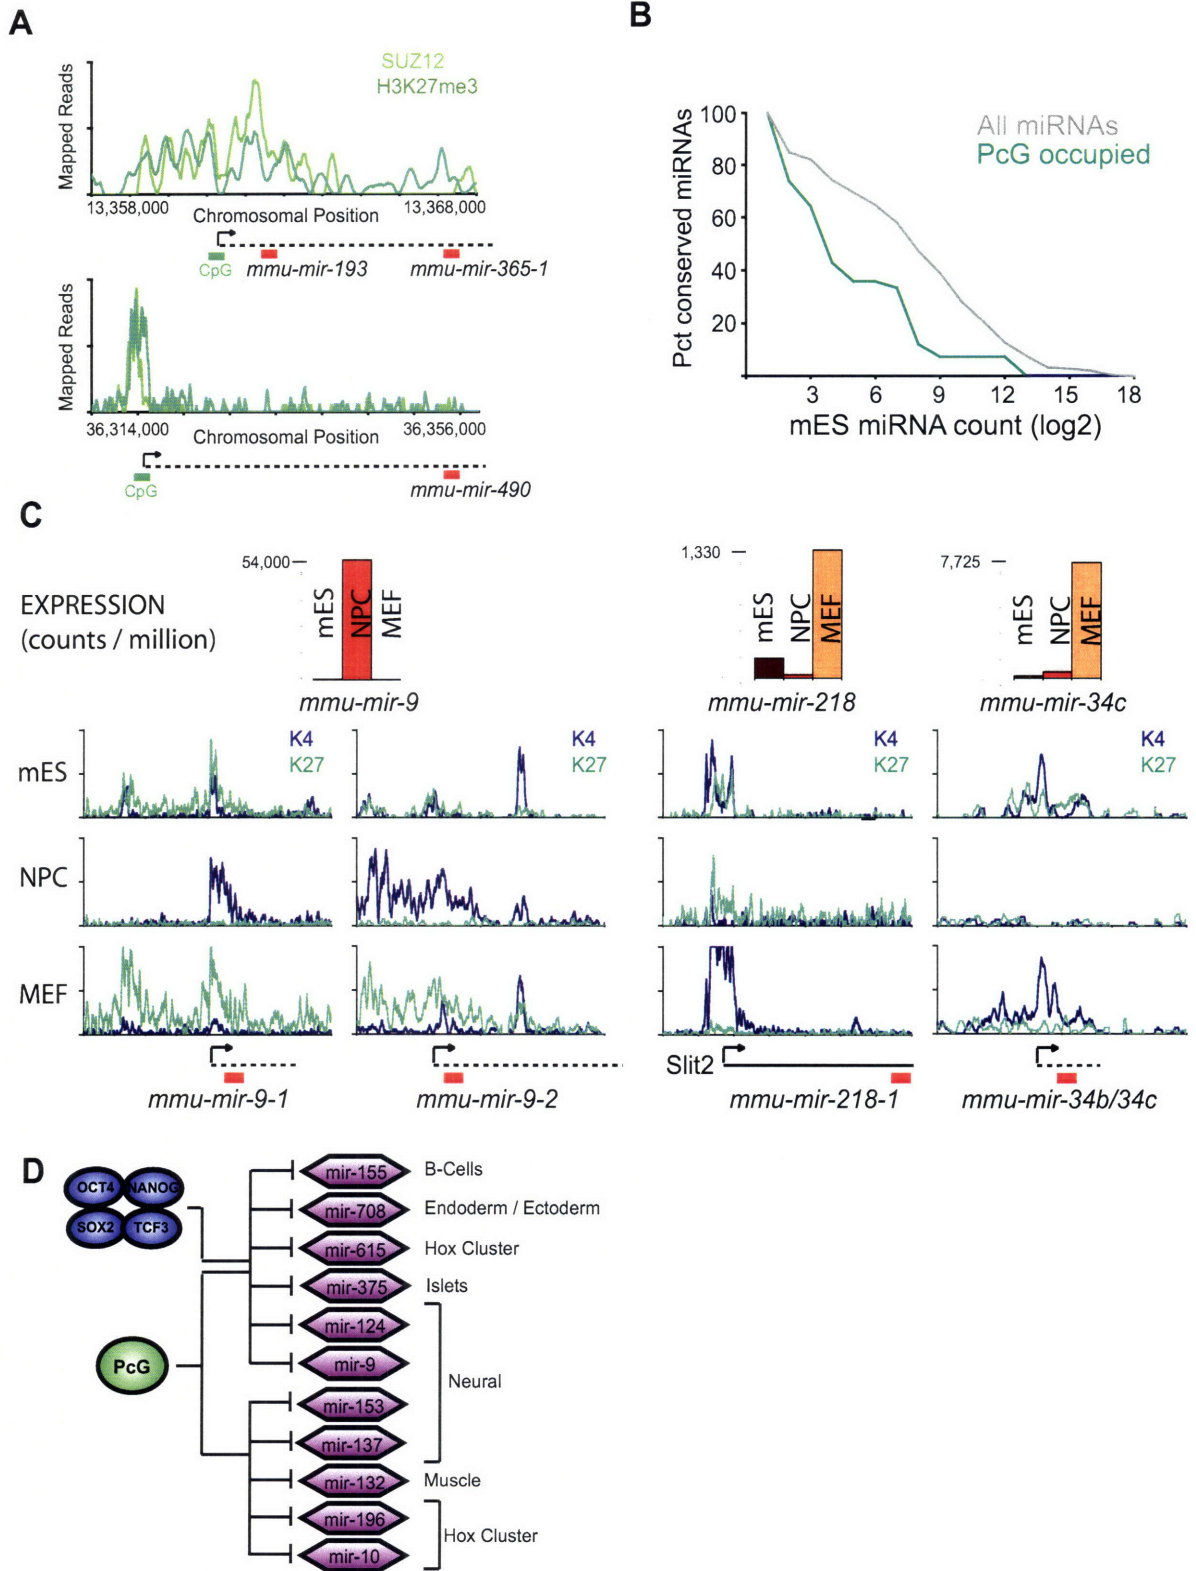 A
SUZ12
H3K27me3
Mapped Reads
13,358,000
Chromosomal Position
13,368,000
CpG
mmu-mir-193
mmu-mir-365-1
Mapped Reads
36,314,000
Chromosomal Position
36,356,000
CpG
mmu-mir-490
B
Pct conserved miRNAs
100
80
60
40
20
All miRNAs
PcG occupied
3 6 9 12 15 18
mES miRNA count (log2)
C
EXPRESSION
(counts / million)
54,000
mES
NPC
MEF
mmu-mir-9
1,330
mES
NPC
MEF
mmu-mir-218
7,725
mES
NPC
MEF
mmu-mir-34c
mES
K4
K27
K4
K27
K4
K27
K4
K27
NPC
MEF
mmu-mir-9-1
mmu-mir-9-2
Slit2
mmu-mir-218-1
mmu-mir-34b/34c
D
OCT4 NANOG
SOX2 TCF3
PcG
mir-155 B-Cells
mir-708 Endoderm / Ectoderm
mir-615 Hox Cluster
mir-375 Islets
mir-124
mir-9
Neural
mir-153
mir-137
mir-132 Muscle
mir-196
Hox Cluster
mir-10